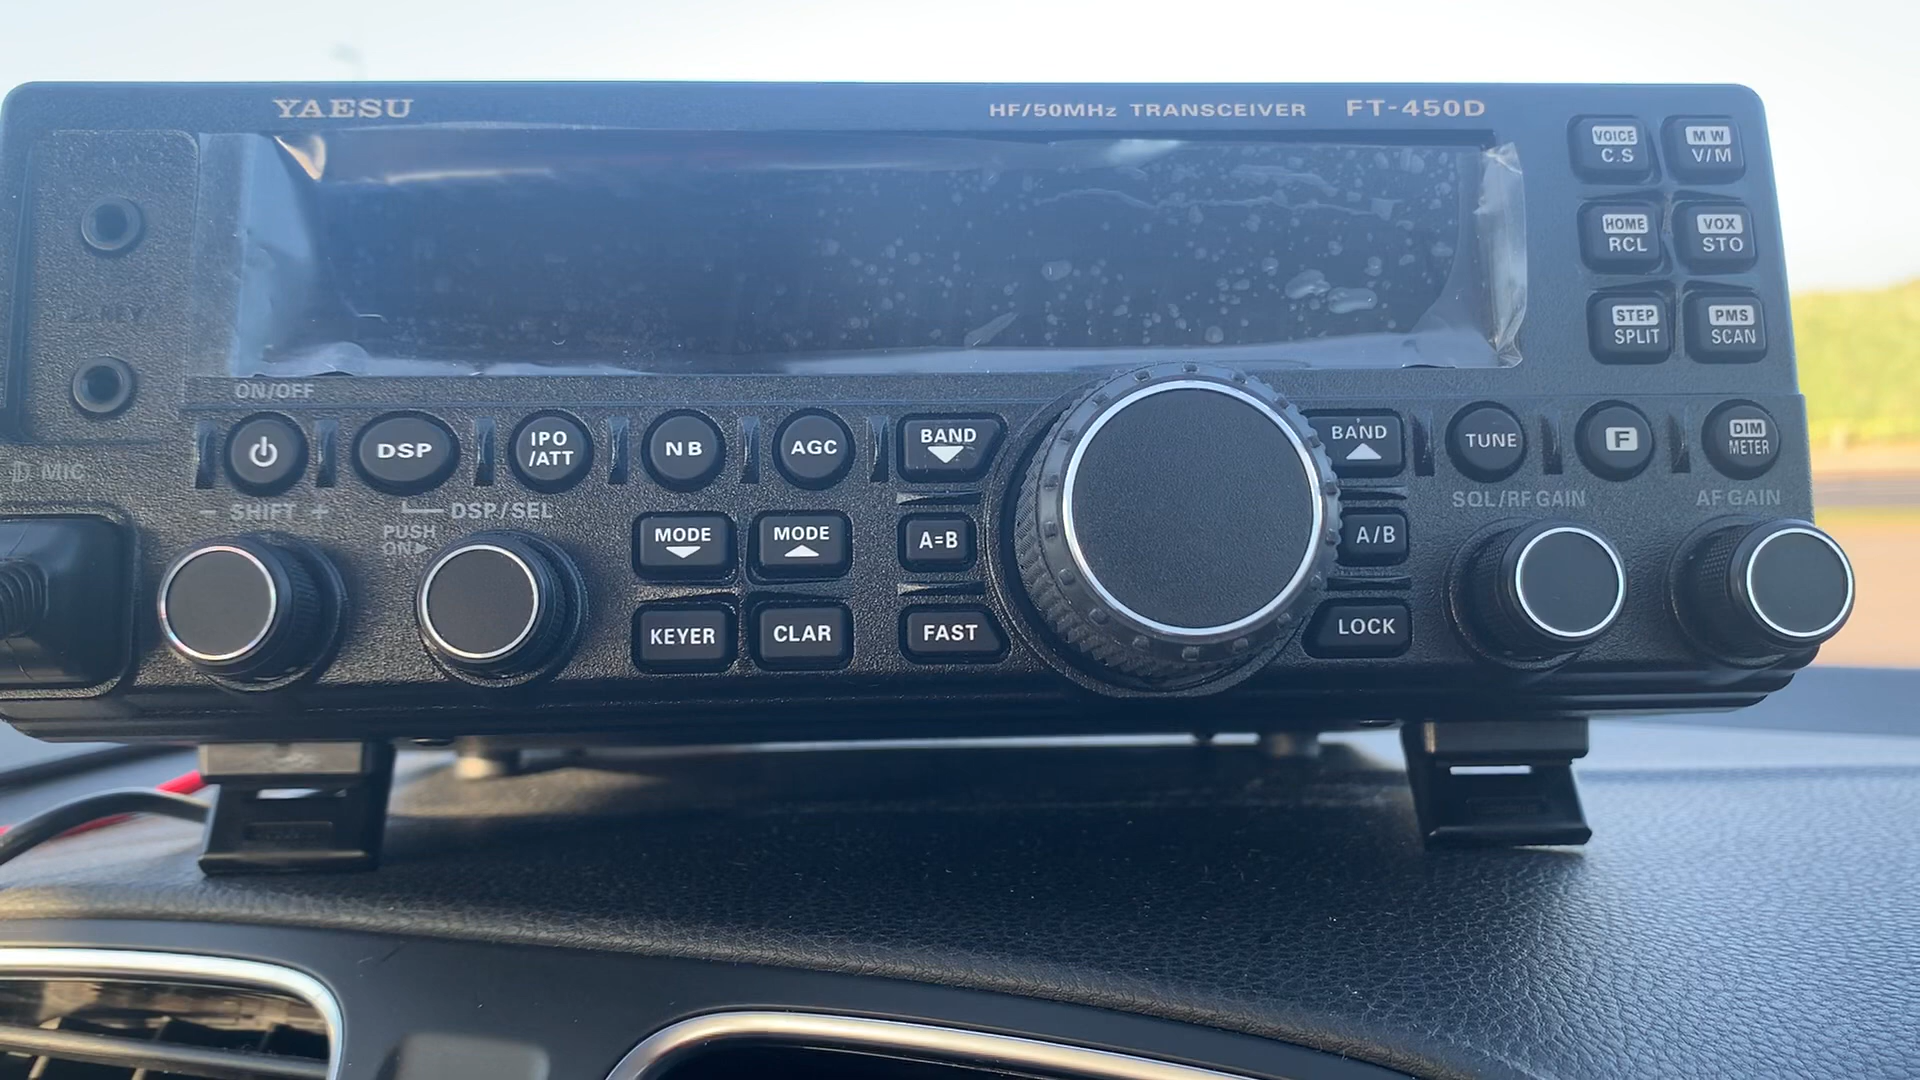 YAESU
HF/50MHz TRANSCEIVER FT-450D
VOICE
C.S
MW
V/M
HOME
RCL
VOX
STO
STEP
SPLIT
PMS
SCAN
KEY
ON/OFF
DSP
IPO
/ATT
NB
AGC
BAND
BAND
TUNE
F
DIM
METER
MIC
- SHIFT +
DSP/SEL
PUSH
ON▶
MODE
MODE
A=B
A/B
SQL/RF GAIN
AF GAIN
KEYER
CLAR
FAST
LOCK